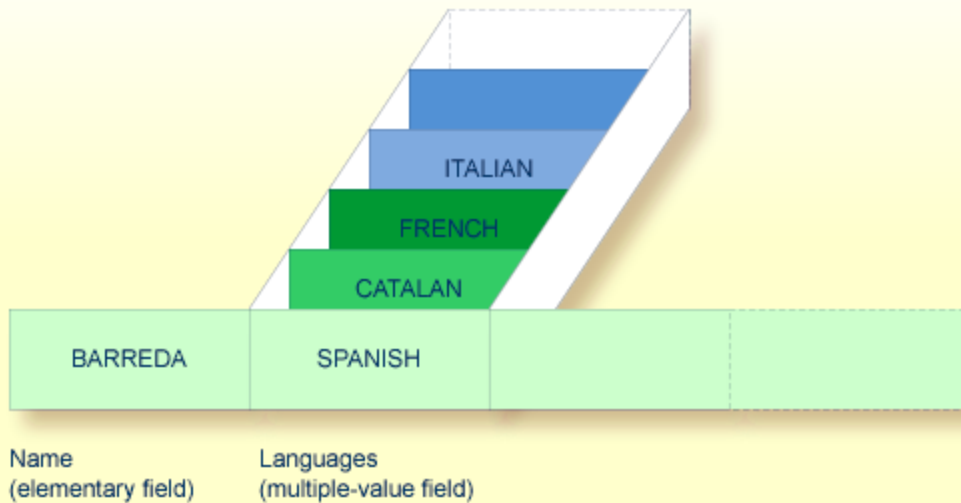 ITALIAN
FRENCH
CATALAN
BARREDA SPANISH
Name Languages
(elementary field) (multiple-value field)